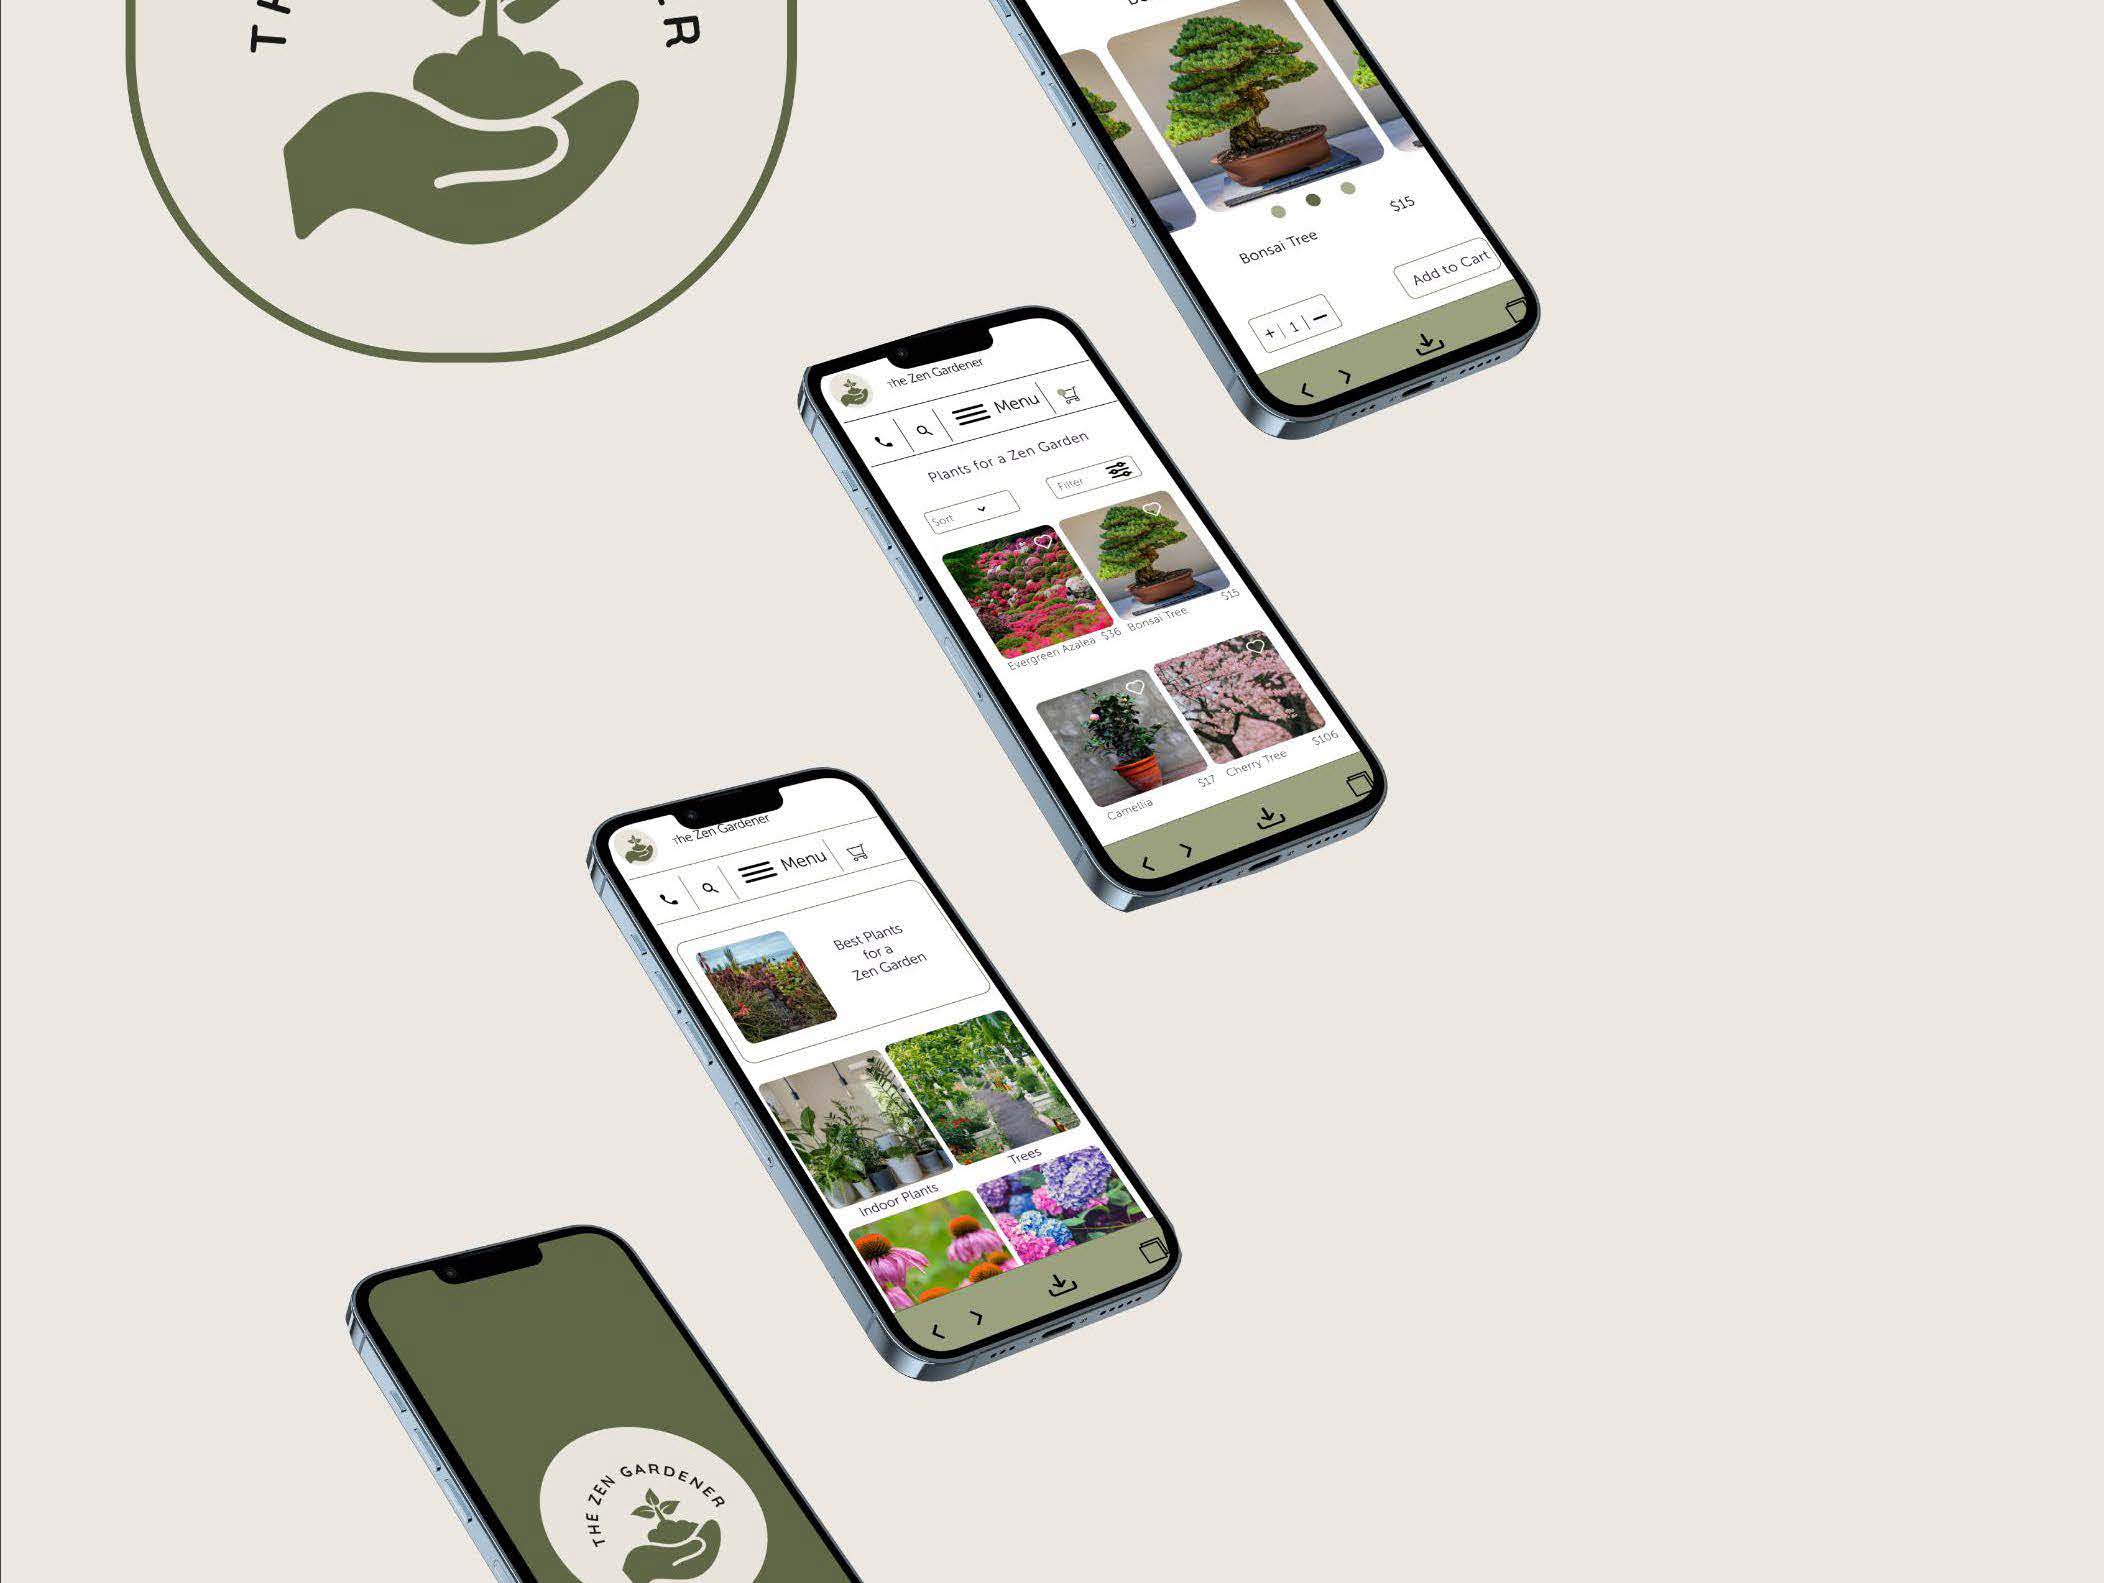 Bonsai Tree
$15
Add to Cart
+ | 1 | −
The Zen Gardener
Menu
Plants for a Zen Garden
Sort
Filter
Evergreen Azalea $36
Bonsai Tree $15
Camellia $17
Cherry Tree $106
The Zen Gardener
Menu
Best Plants
for a
Zen Garden
Indoor Plants
Trees
THE ZEN GARDENER